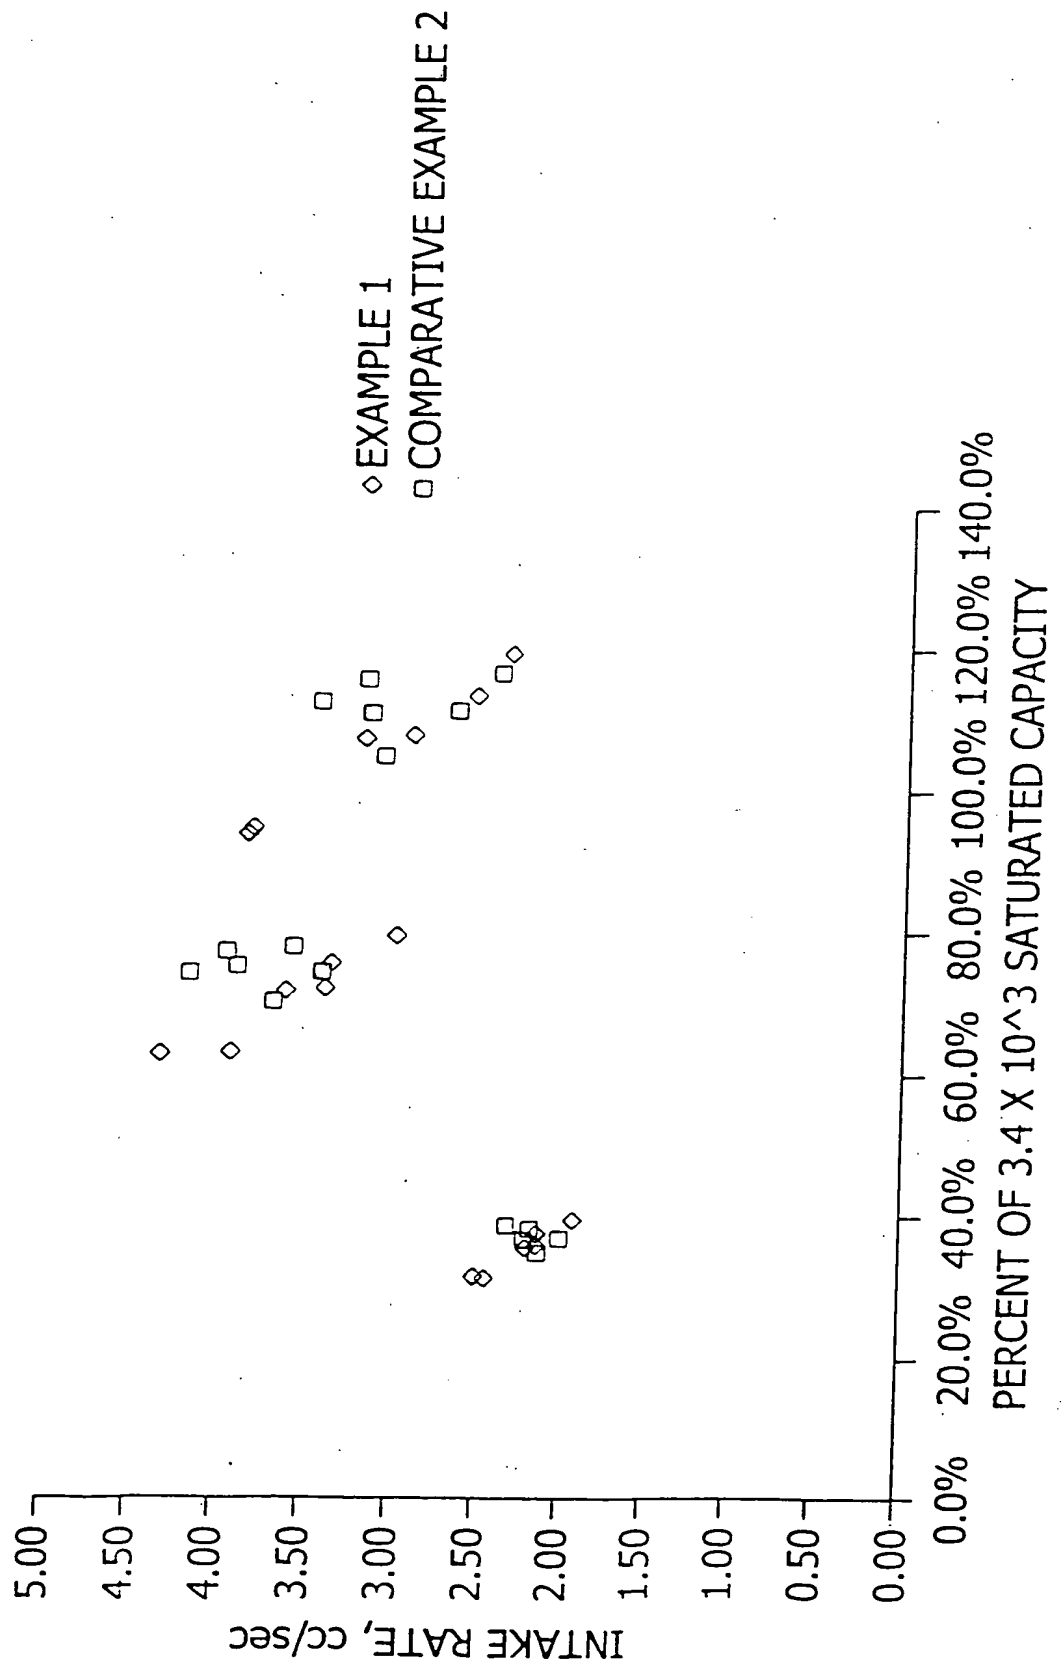 INTAKE RATE, cc/sec
5.00
4.50
4.00
3.50
3.00
2.50
2.00
1.50
1.00
0.50
0.00
0.0% 20.0% 40.0% 60.0% 80.0% 100.0% 120.0% 140.0%
PERCENT OF 3.4 X 10^3 SATURATED CAPACITY
EXAMPLE 1
COMPARATIVE EXAMPLE 2